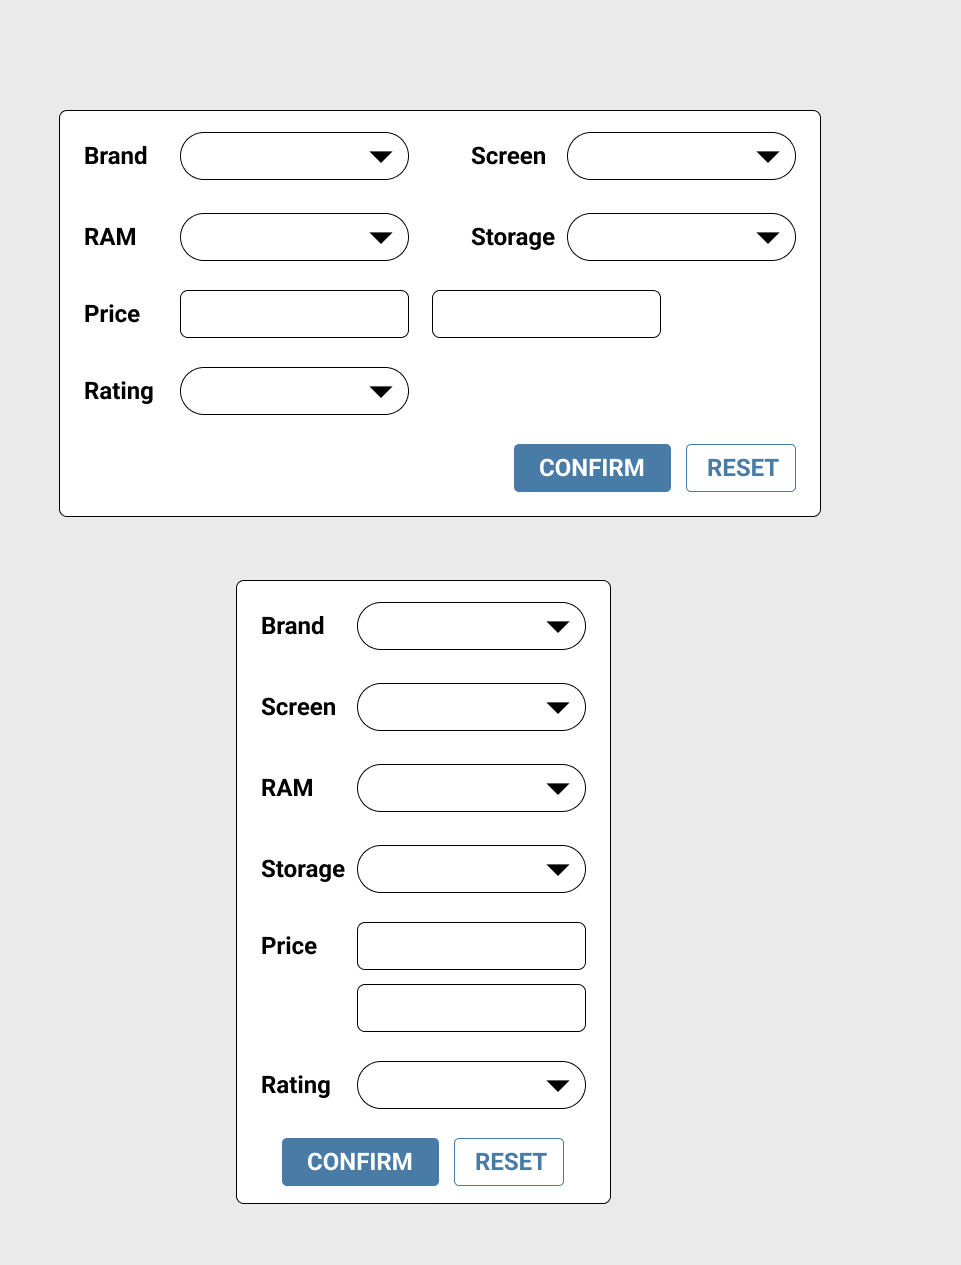 Brand Screen
RAM Storage
Price
Rating
CONFIRM RESET
Brand
Screen
RAM
Storage
Price
Rating
CONFIRM RESET